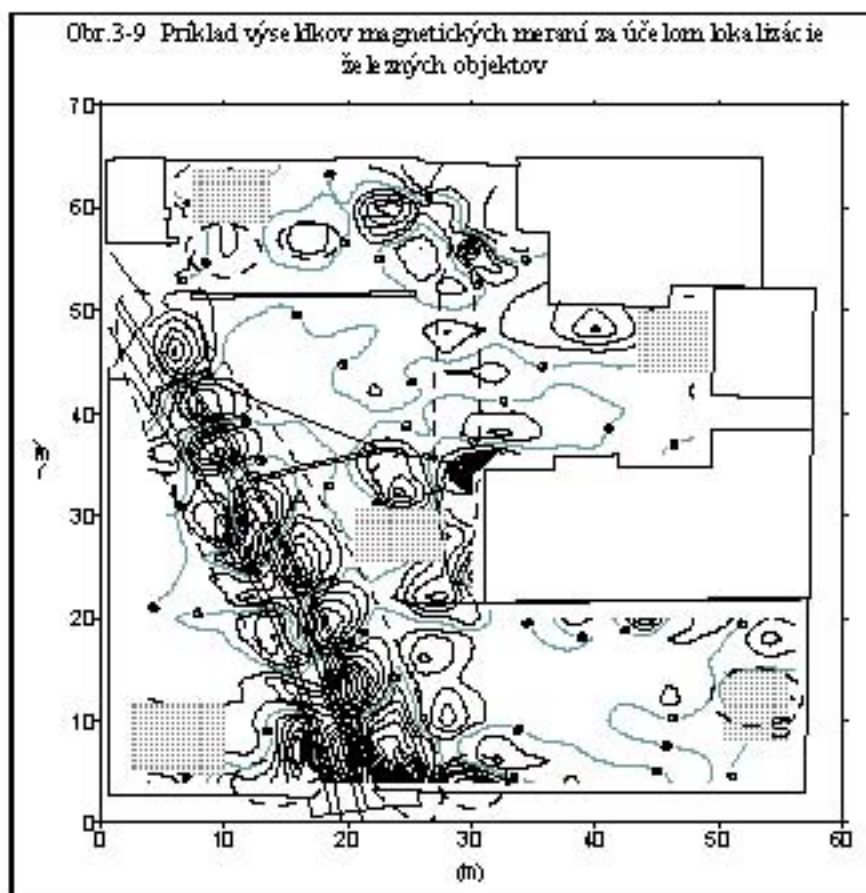 Obr.3-9 Príklad výseldkov magnetických meraní za účelom lokalizácie
železných objektov
70
60
50
40
30
20
10
0
0 10 20 30 40 50 60
(m)